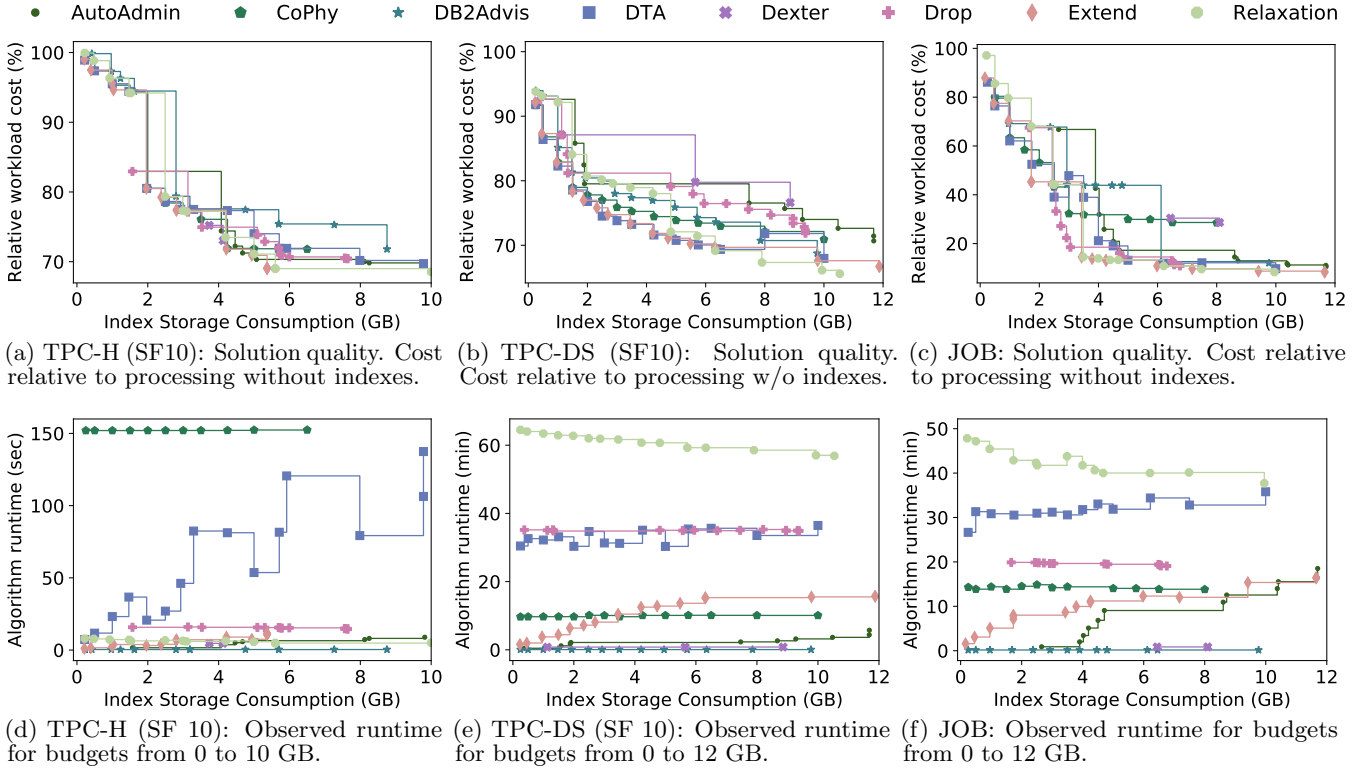 AutoAdmin CoPhy DB2Advis DTA Dexter Drop Extend Relaxation
Relative workload cost (%)
100
90
80
70
0 2 4 6 8 10
Index Storage Consumption (GB)
(a) TPC-H (SF10): Solution quality. Cost
relative to processing without indexes.
Relative workload cost (%)
100
90
80
70
0 2 4 6 8 10 12
Index Storage Consumption (GB)
(b) TPC-DS (SF10): Solution quality.
Cost relative to processing w/o indexes.
Relative workload cost (%)
100
80
60
40
20
0 2 4 6 8 10 12
Index Storage Consumption (GB)
(c) JOB: Solution quality. Cost relative
to processing without indexes.
Algorithm runtime (sec)
150
100
50
0
0 2 4 6 8 10
Index Storage Consumption (GB)
(d) TPC-H (SF 10): Observed runtime
for budgets from 0 to 10 GB.
Algorithm runtime (min)
60
40
20
0
0 2 4 6 8 10 12
Index Storage Consumption (GB)
(e) TPC-DS (SF 10): Observed runtime
for budgets from 0 to 12 GB.
Algorithm runtime (min)
50
40
30
20
10
0
0 2 4 6 8 10 12
Index Storage Consumption (GB)
(f) JOB: Observed runtime for budgets
from 0 to 12 GB.